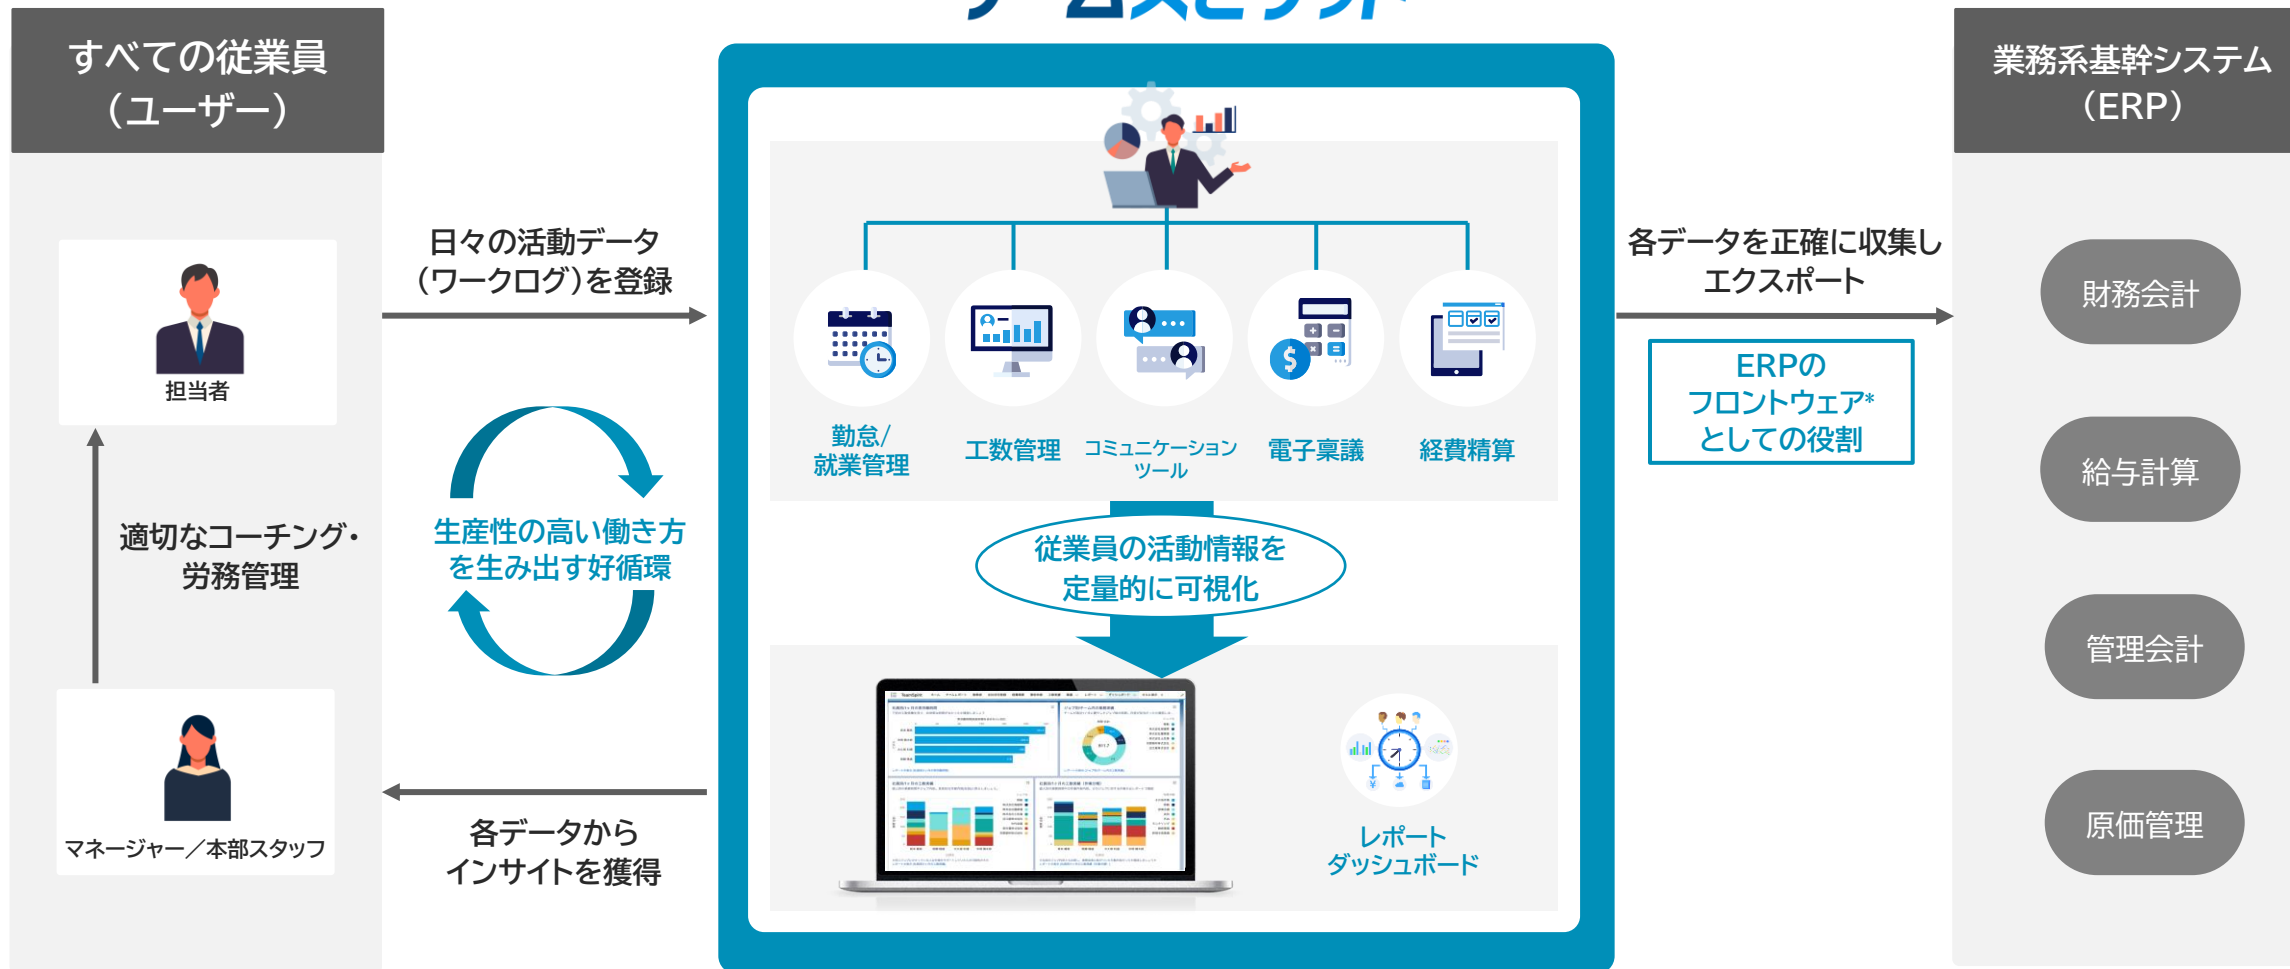 チームスピリット
すべての従業員
（ユーザー）
担当者
適切なコーチング・
労務管理
マネージャー／本部スタッフ
日々の活動データ
（ワークログ）を登録
生産性の高い働き方
を生み出す好循環
各データから
インサイトを獲得
勤怠/
就業管理
工数管理
コミュニケーション
ツール
電子稟議
経費精算
従業員の活動情報を
定量的に可視化
レポート
ダッシュボード
各データを正確に収集し
エクスポート
ERPの
フロントウェア*
としての役割
業務系基幹システム
（ERP）
財務会計
給与計算
管理会計
原価管理